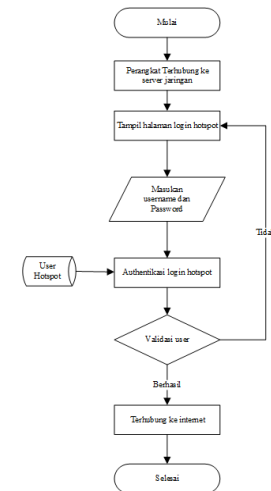 Mulai
Perangkat Terhubung ke
server jaringan
Tampil halaman login hotspot
Masukan
username dan
Password
Tida
User
Hotspot
Authentikasi login hotspot
Validasi user
Berhasil
Terhubung ke internet
Selesai